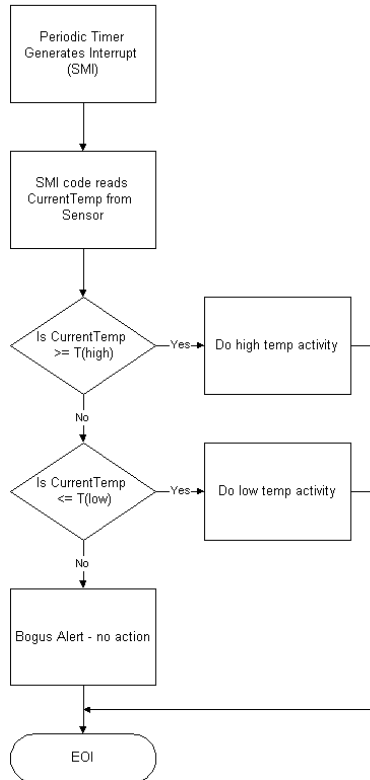 Periodic Timer
Generates Interrupt
(SMI)
SMI code reads
CurrentTemp from
Sensor
Is CurrentTemp
>= T(high)
Yes
Do high temp activity
No
Is CurrentTemp
<= T(low)
Yes
Do low temp activity
No
Bogus Alert - no action
EOI